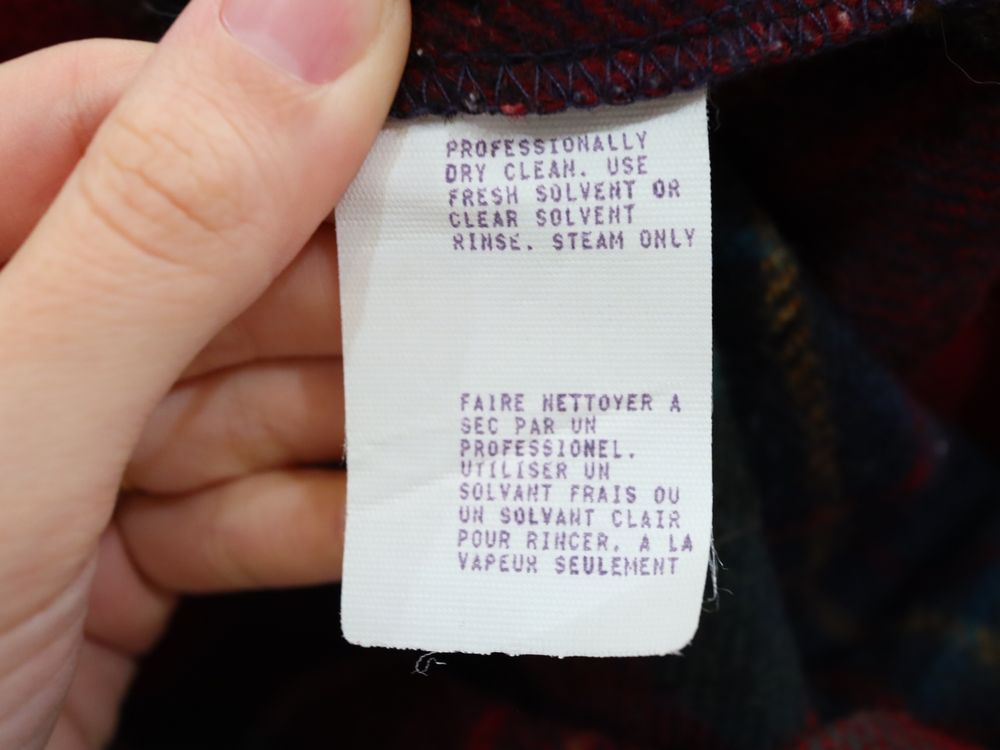 PROFESSIONALLY
DRY CLEAN. USE
FRESH SOLVENT OR
CLEAR SOLVENT
RINSE. STEAM ONLY
FAIRE NETTOYER A
SEC PAR UN
PROFESSIONEL.
UTILISER UN
SOLVANT FRAIS OU
UN SOLVANT CLAIR
POUR RINCER. A LA
VAPEUR SEULEMENT